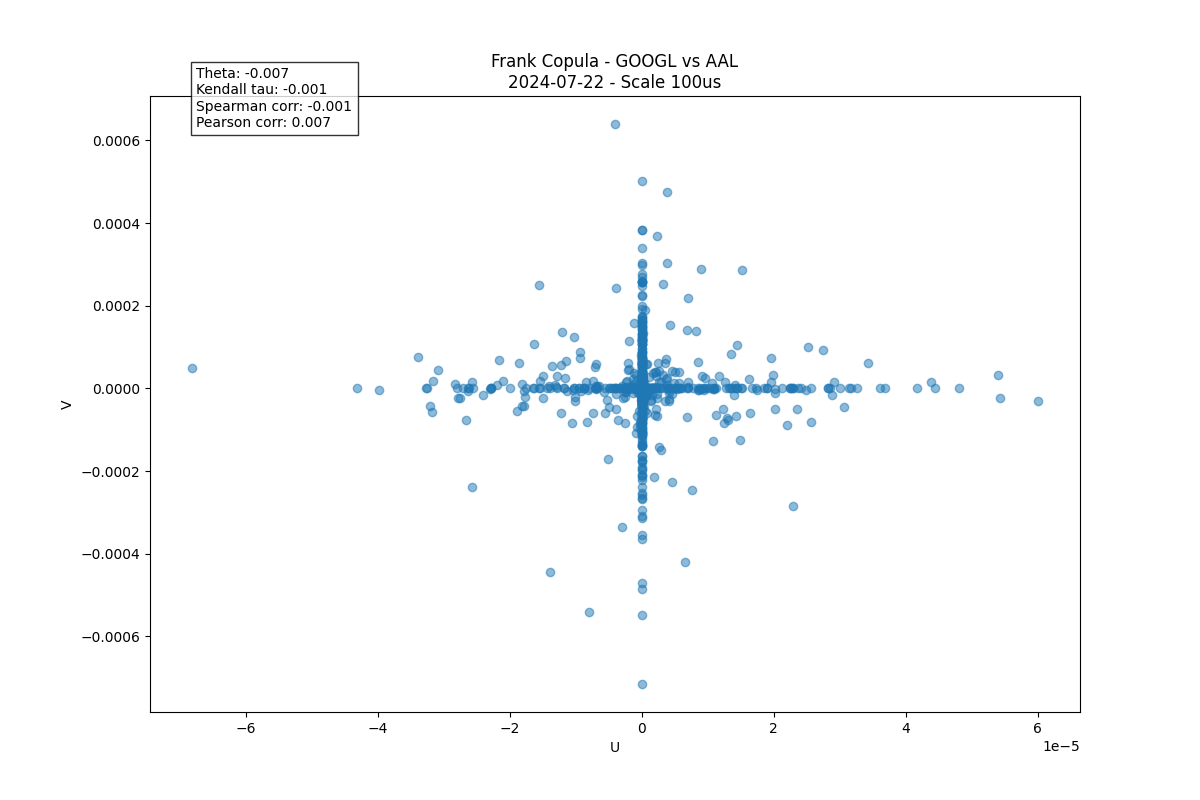 Frank Copula - GOOGL vs AAL
2024-07-22 - Scale 100us
Theta: -0.007
Kendall tau: -0.001
Spearman corr: -0.001
Pearson corr: 0.007
0.0006
0.0004
0.0002
0.0000
−0.0002
−0.0004
−0.0006
V
−6 −4 −2 0 2 4 6
U
1e−5